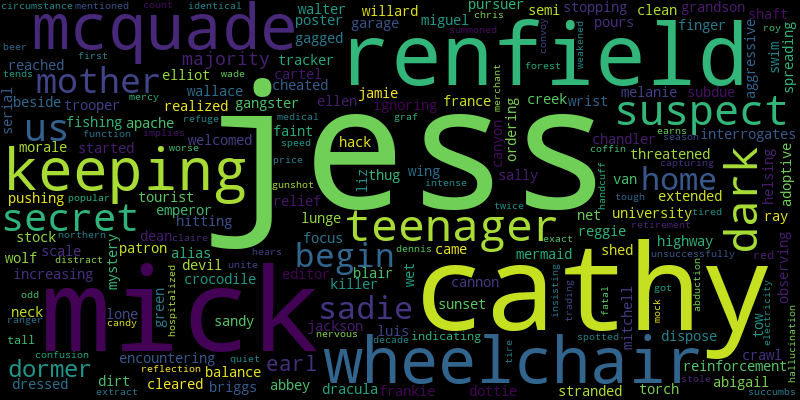 circumstance mentioned count identical walter willard pursuer semi stopping clean grandson shaft
beer mcquade chris garage pours roy
first poster miguel finger spreading
reached majority gagged renfield aggressive swim
tends mother tracker convoy weakened
elliot cartel summoned forest
serial beside trooper realized wallace wade cheated ellen creek wrist melanie subdue
mercy gangster ignoring france merchant suspect
us fishing apache jamie graf season
function refuge medical faint jess canyon ordering chandler interrogates
morale started welcomed hack coffin van threatened helsing adoptive
implies worse speed wing sally earns
keeping price liz thug handcuff home extended dark
pushing popular tourist gunshot relief intense twice capturing
secret emperor lunge teenager net university tired ray
stock northern hitting tough reggie retirement observing
scale dean claire hears focus dennis came exact mermaid shed highway
wolf distract patron unite begin unsuccessfully red
mystery alias editor blair wet insisting trading fatal got
increasing devil killer cannon mitchell mock abduction
odd green hospitalized crocodile cathy
neck lone sandy sadie sunset spotted tow electricity
ranger candy mick jackson luis indicating dispose
tall nervous decade tire crawl
confusion reflection quiet earl wheelchair reinforcement
dormer encountering balance stole hallucination
dirt cleared briggs abbey dracula stranded torch abigail
dressed extract frankie dottie succumbs